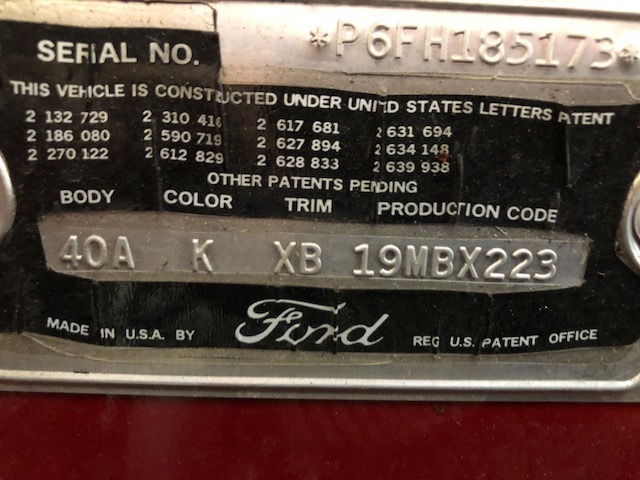 SERIAL NO. *P6FH185173*
THIS VEHICLE IS CONSTRUCTED UNDER UNITED STATES LETTERS PATENT
2 132 729 2 310 416 2 617 681 2 631 694
2 186 080 2 590 719 2 627 894 2 634 148
2 270 122 2 612 829 2 628 833 2 639 938
OTHER PATENTS PENDING
BODY COLOR TRIM PRODUCTION CODE
40A K XB 19MBX223
MADE IN U.S.A. BY Ford REG U.S. PATENT OFFICE